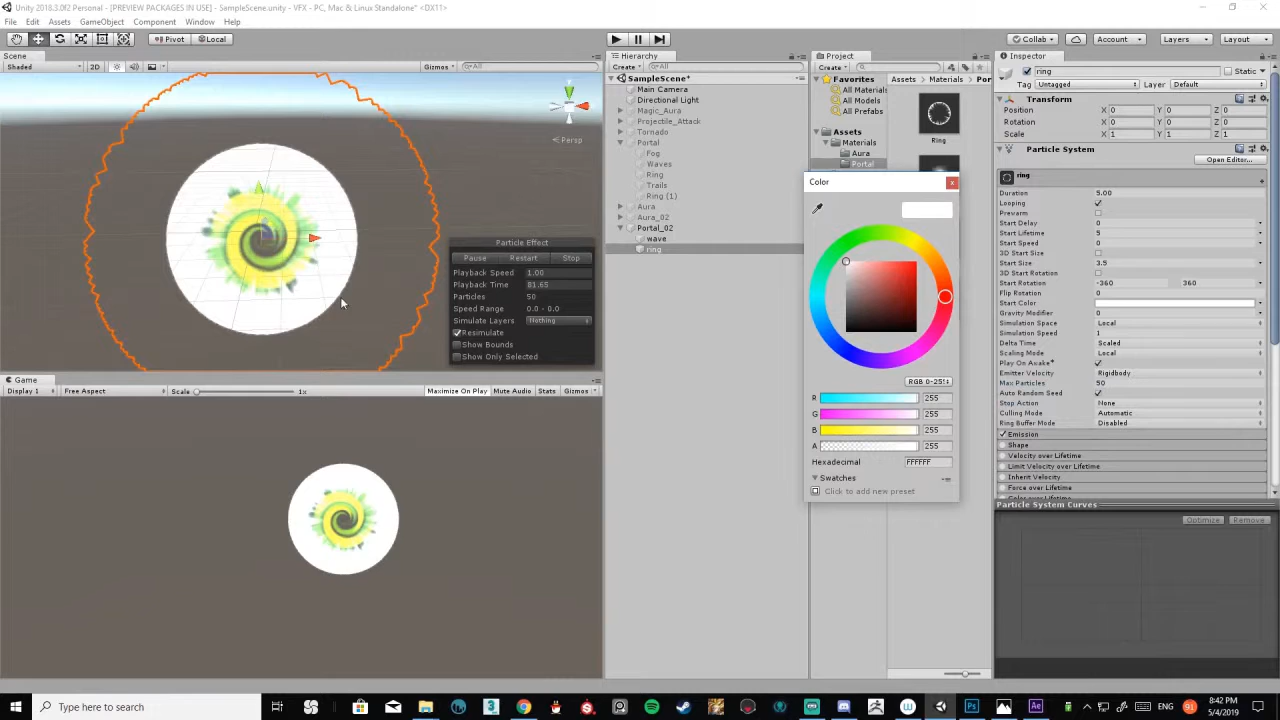 Unity 2018.3.0f2 Personal - [PREVIEW PACKAGES IN USE] - SampleScene.unity - VFX - PC, Mac & Linux Standalone* <DX11>
File Edit Assets GameObject Component Window Help
Pivot Local
Collab Account Layers Layout
Scene
Shaded 2D Gizmos All
Persp
Particle Effect
Pause Restart Stop
Playback Speed 1.00
Playback Time 81.65
Particles 50
Speed Range 0.0 - 0.0
Simulate Layers Nothing
Resimulate
Show Bounds
Show Only Selected
Game
Display 1 Free Aspect Scale 1x Maximize On Play Mute Audio Stats Gizmos
Hierarchy
Create All
SampleScene*
Main Camera
Directional Light
Magic_Aura
Projectile_Attack
Tornado
Portal
Fog
Waves
Ring
Trails
Ring (1)
Aura
Aura_02
Portal_02
wave
ring
Project
Create
Favorites
All Materials
All Models
All Prefabs
Assets
Materials
Aura
Portal
Assets Materials Por
Ring
Color
RGB 0-255
R 255
G 255
B 255
A 255
Hexadecimal FFFFFF
Swatches
Click to add new preset
Inspector
ring Static
Tag Untagged Layer Default
Transform
Position X 0 Y 0 Z 0
Rotation X 0 Y 0 Z 0
Scale X 1 Y 1 Z 1
Particle System
Open Editor...
ring
Duration 5.00
Looping
Prewarm
Start Delay 0
Start Lifetime 9
Start Speed 0
3D Start Size
Start Size 3.5
3D Start Rotation
Start Rotation -360 360
Flip Rotation 0
Start Color
Gravity Modifier 0
Simulation Space Local
Simulation Speed 1
Delta Time Scaled
Scaling Mode Local
Play On Awake*
Emitter Velocity Rigidbody
Max Particles 50
Auto Random Seed
Stop Action None
Culling Mode Automatic
Ring Buffer Mode Disabled
Emission
Shape
Velocity over Lifetime
Limit Velocity over Lifetime
Inherit Velocity
Force over Lifetime
Color over Lifetime
Particle System Curves
Optimize Remove
Type here to search
8:42 PM
5/4/2019
ENG